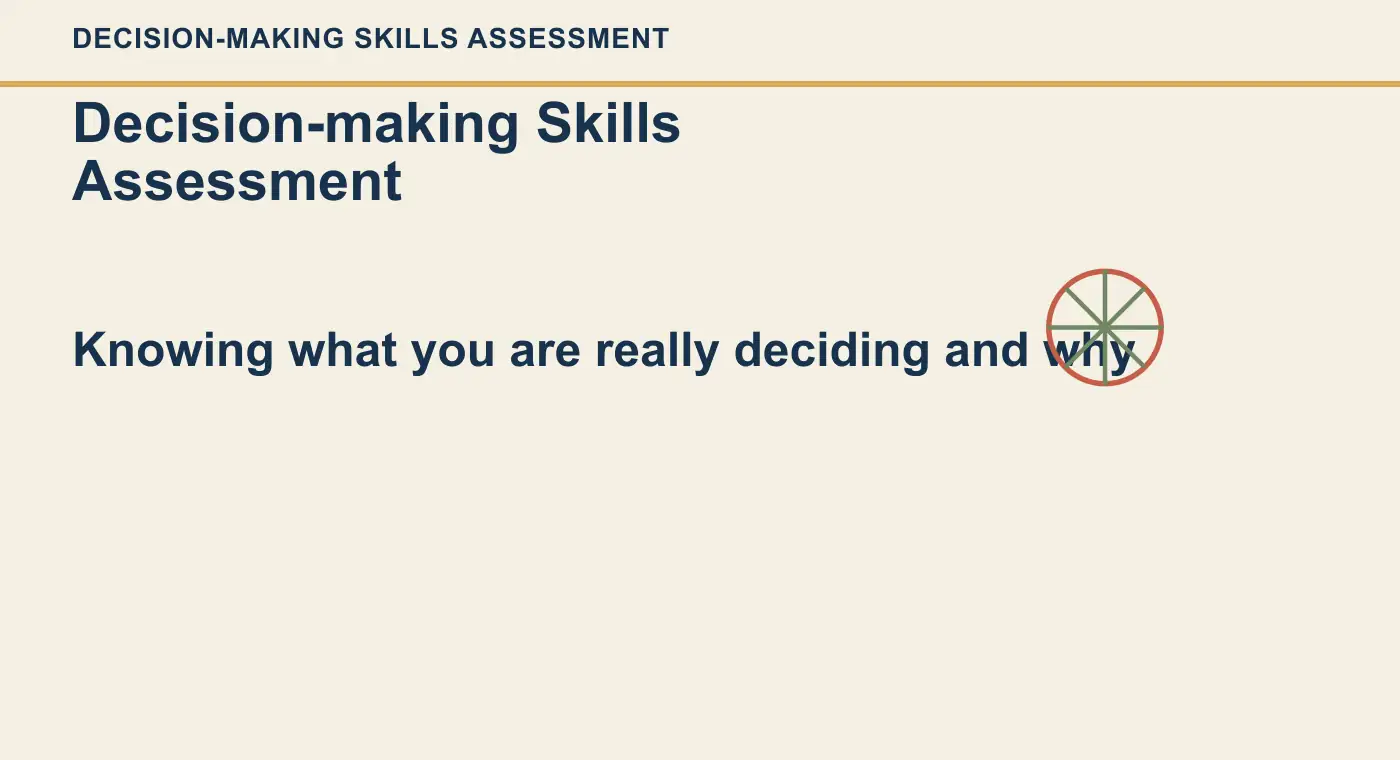 DECISION-MAKING SKILLS ASSESSMENT
Decision-making Skills
Assessment
Knowing what you are really deciding and why